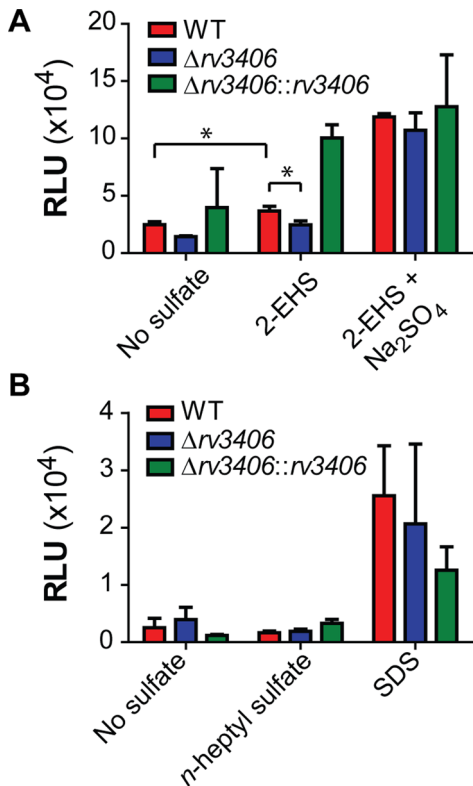 A
RLU (x10⁴)
20
15
10
5
0
WT
Δrv3406
Δrv3406::rv3406
*
*
No sulfate
2-EHS
2-EHS +
Na₂SO₄
B
RLU (x10⁴)
4
3
2
1
0
WT
Δrv3406
Δrv3406::rv3406
No sulfate
n-heptyl sulfate
SDS